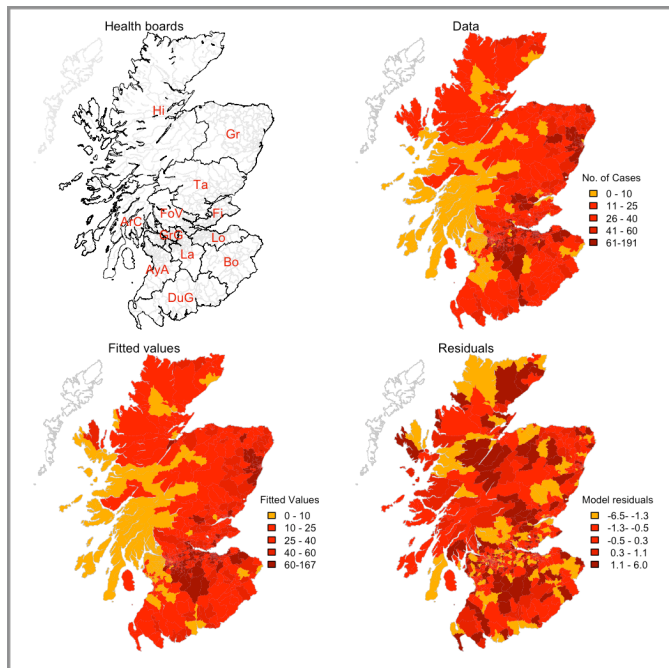 Health boards
Hi
Gr
Ta
FoV
Fi
ArC
GrG
Lo
La
AyA
Bo
DuG
Data
No. of Cases
0 - 10
11 - 25
26 - 40
41 - 60
61-191
Fitted values
Fitted Values
0 - 10
10 - 25
25 - 40
40 - 60
60-167
Residuals
Model residuals
-6.5- -1.3
-1.3- -0.5
-0.5 - 0.3
0.3 - 1.1
1.1 - 6.0